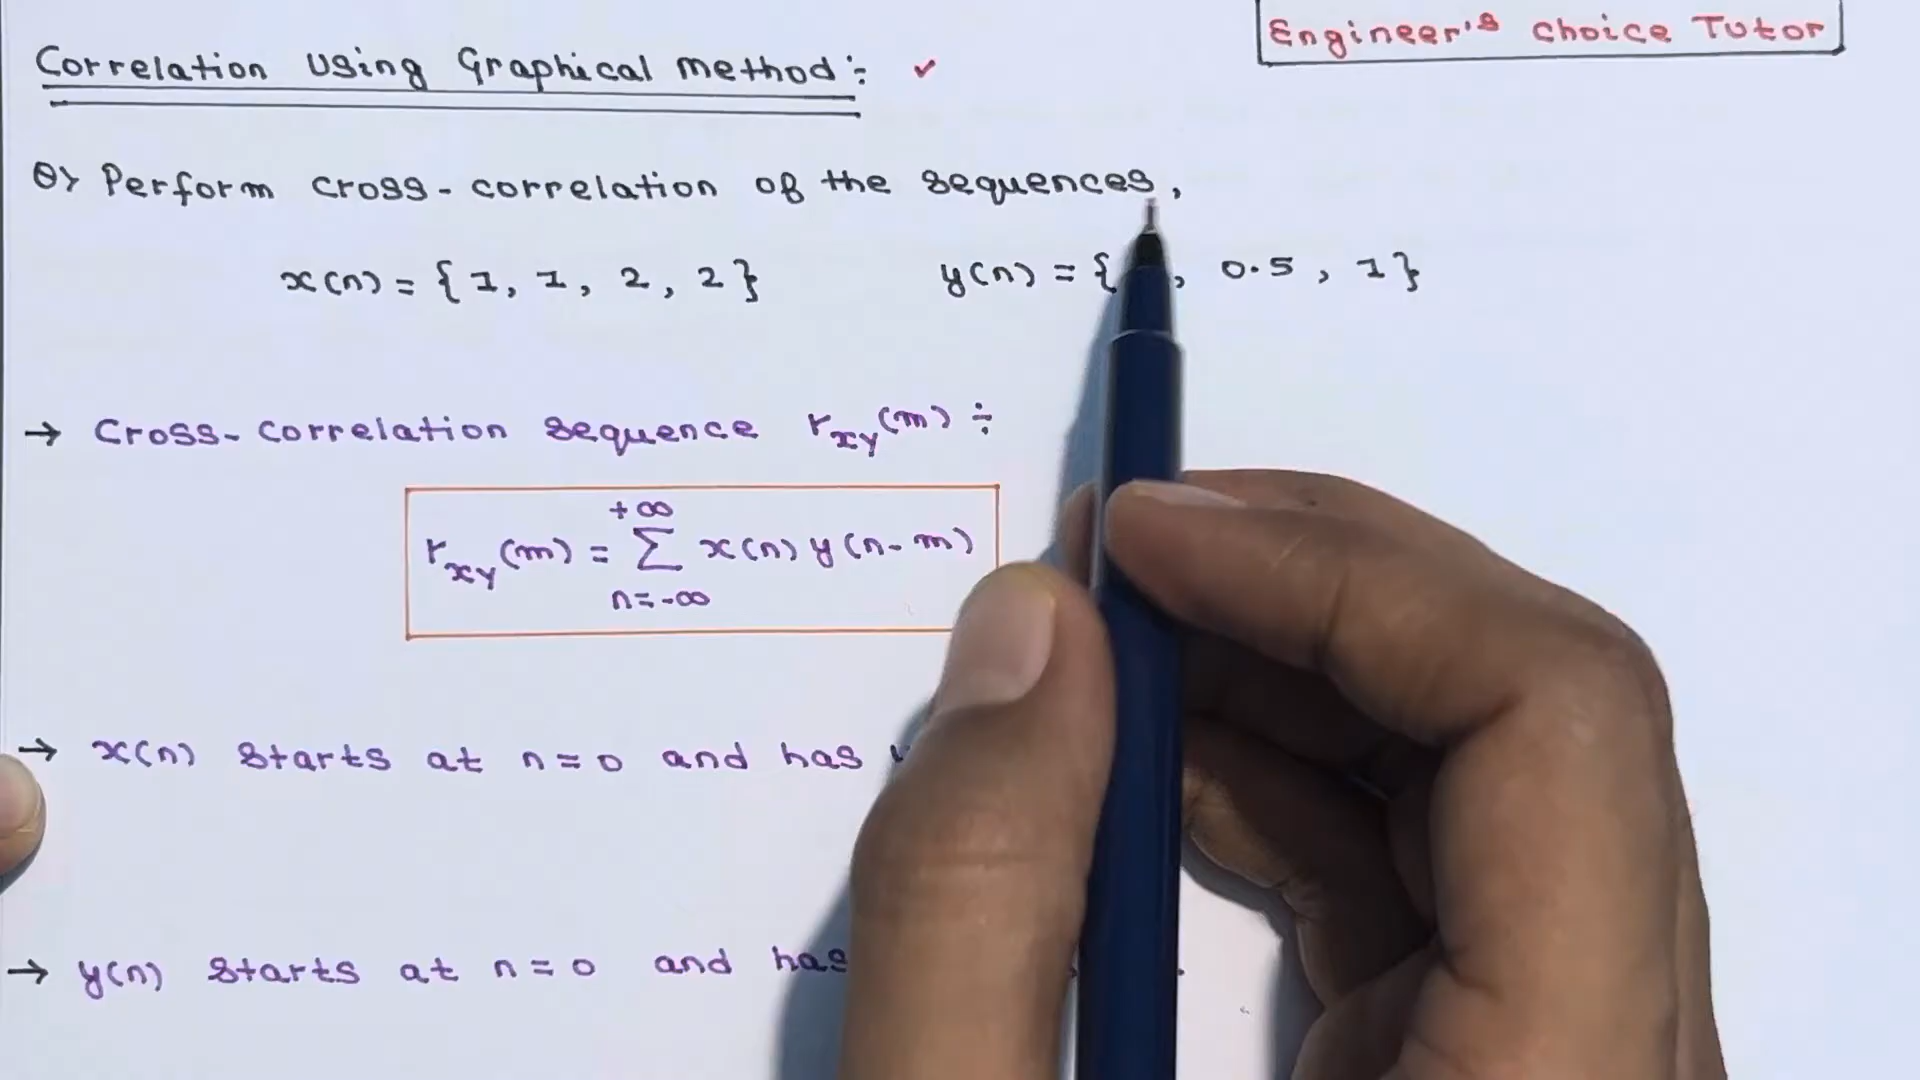 Engineer's Choice Tutor
Correlation Using Graphical method :-
Q> Perform cross-correlation of the sequences,
x(n) = { 1, 1, 2, 2 } y(n) = { , 0.5 , 1 }
→ Cross-correlation sequence rxy(m) ÷
+∞
rxy(m) = Σ x(n) y(n-m)
n=-∞
→ x(n) starts at n=0 and has
→ y(n) starts at n=0 and has